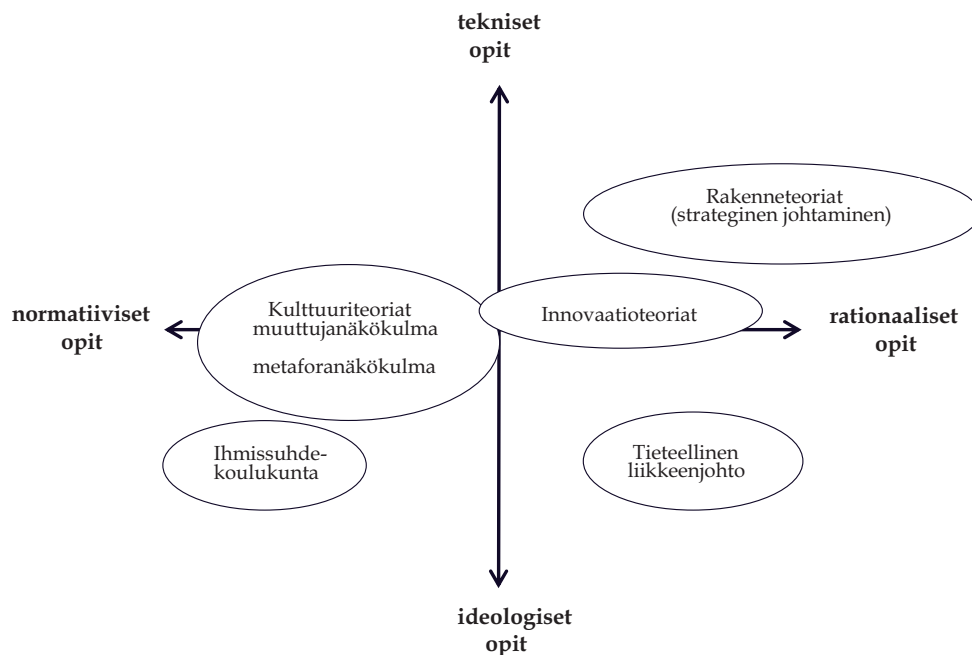 tekniset
opit
Rakenneteoriat
(strateginen johtaminen)
normatiiviset
opit
Kulttuuriteoriat
muuttujanäkökulma
metaforanäkökulma
Innovaatioteoriat
rationaaliset
opit
Ihmissuhde-
koulukunta
Tieteellinen
liikkeenjohto
ideologiset
opit